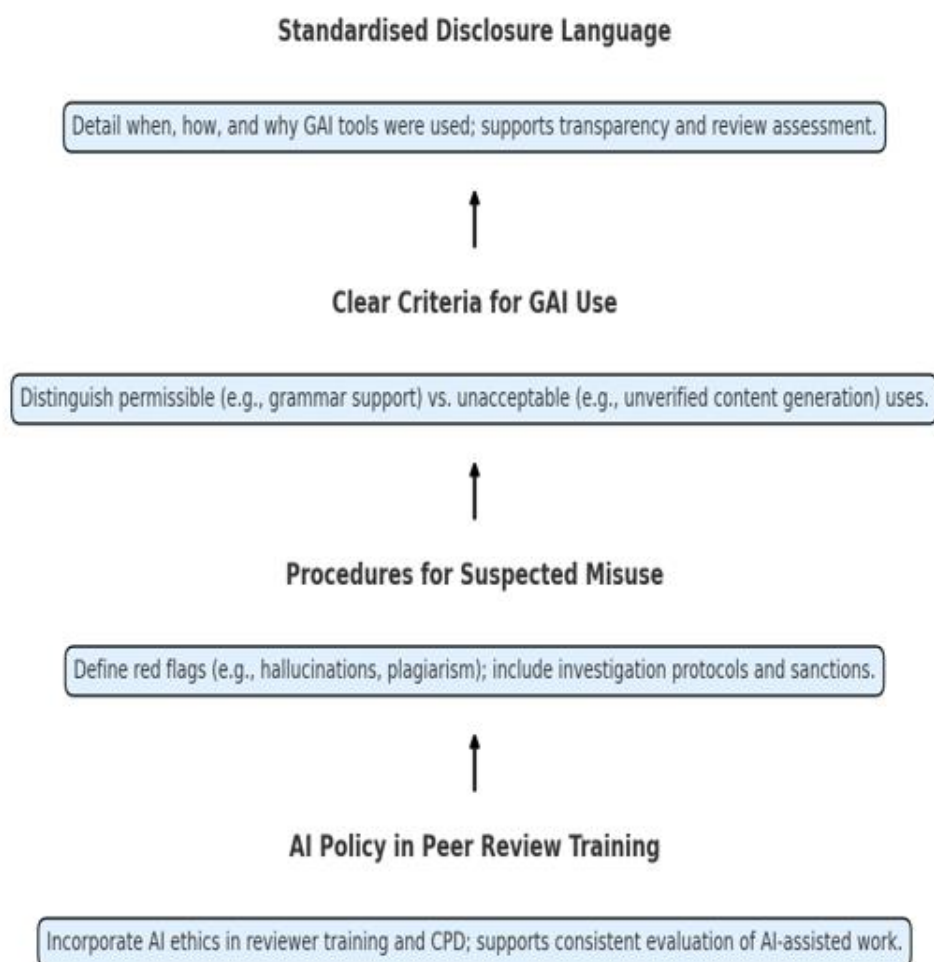 Standardised Disclosure Language
Detail when, how, and why GAI tools were used; supports transparency and review assessment.
Clear Criteria for GAI Use
Distinguish permissible (e.g., grammar support) vs. unacceptable (e.g., unverified content generation) uses.
Procedures for Suspected Misuse
Define red flags (e.g., hallucinations, plagiarism); include investigation protocols and sanctions.
AI Policy in Peer Review Training
Incorporate AI ethics in reviewer training and CPD; supports consistent evaluation of AI-assisted work.